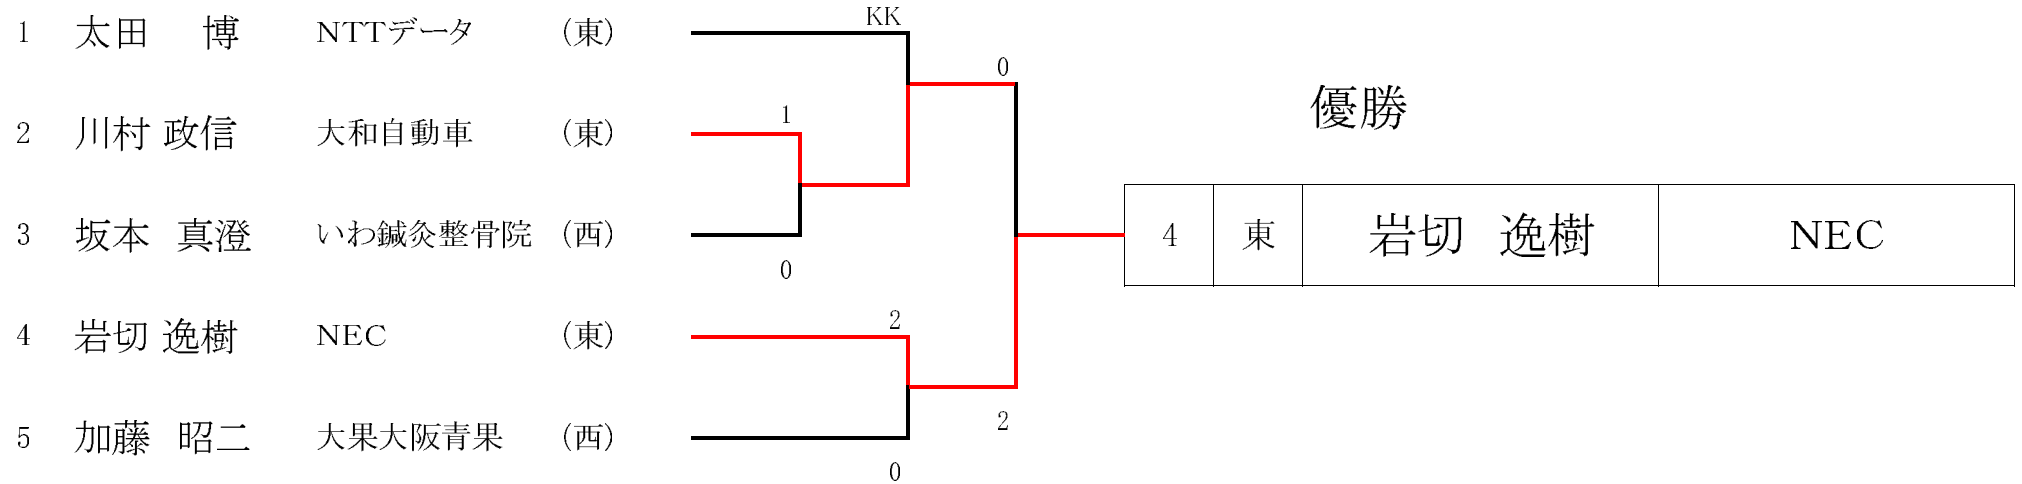 KK
1 太田 博 NTTデータ (東)
0
優勝
1
2 川村 政信 大和自動車 (東)
3 坂本 真澄 いわ鍼灸整骨院 (西)
4 東 岩切 逸樹 NEC
0
2
4 岩切 逸樹 NEC (東)
2
5 加藤 昭二 大果大阪青果 (西)
0